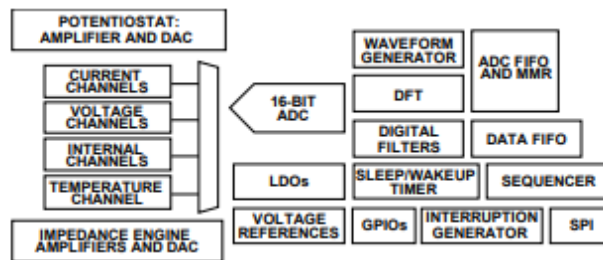 POTENTIOSTAT:
AMPLIFIER AND DAC
CURRENT
CHANNELS
VOLTAGE
CHANNELS
INTERNAL
CHANNELS
TEMPERATURE
CHANNEL
IMPEDANCE ENGINE
AMPLIFIERS AND DAC
16-BIT
ADC
WAVEFORM
GENERATOR
ADC FIFO
AND MMR
DFT
DIGITAL
FILTERS
DATA FIFO
LDOs
SLEEP/WAKEUP
TIMER
SEQUENCER
VOLTAGE
REFERENCES
GPIOs
INTERRUPTION
GENERATOR
SPI